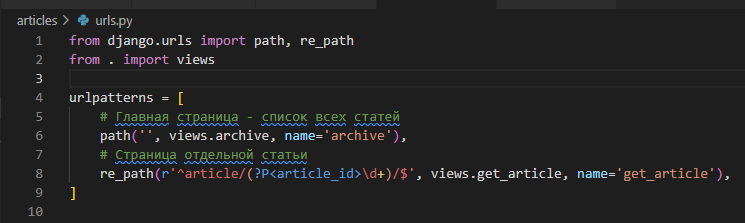 articles > urls.py
1 from django.urls import path, re_path
2 from . import views
3
4 urlpatterns = [
5     # Главная страница - список всех статей
6     path('', views.archive, name='archive'),
7     # Страница отдельной статьи
8     re_path(r'^article/(?P<article_id>\d+)/$', views.get_article, name='get_article'),
9 ]
10